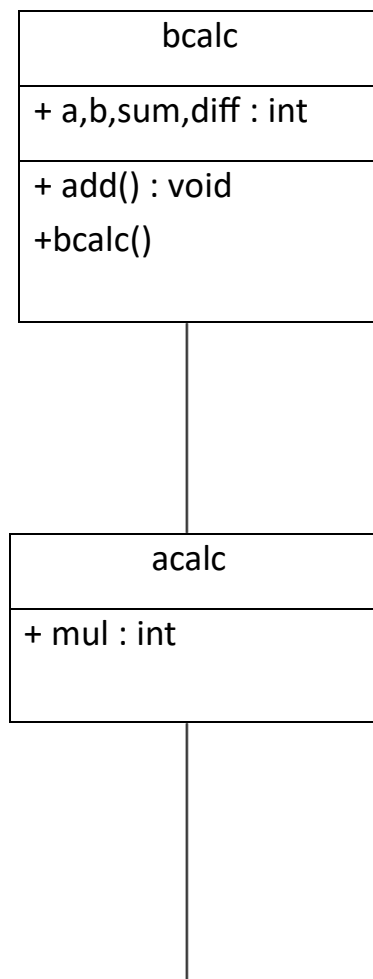 bcalc
+ a,b,sum,diff : int
+ add() : void
+bcalc()
acalc
+ mul : int